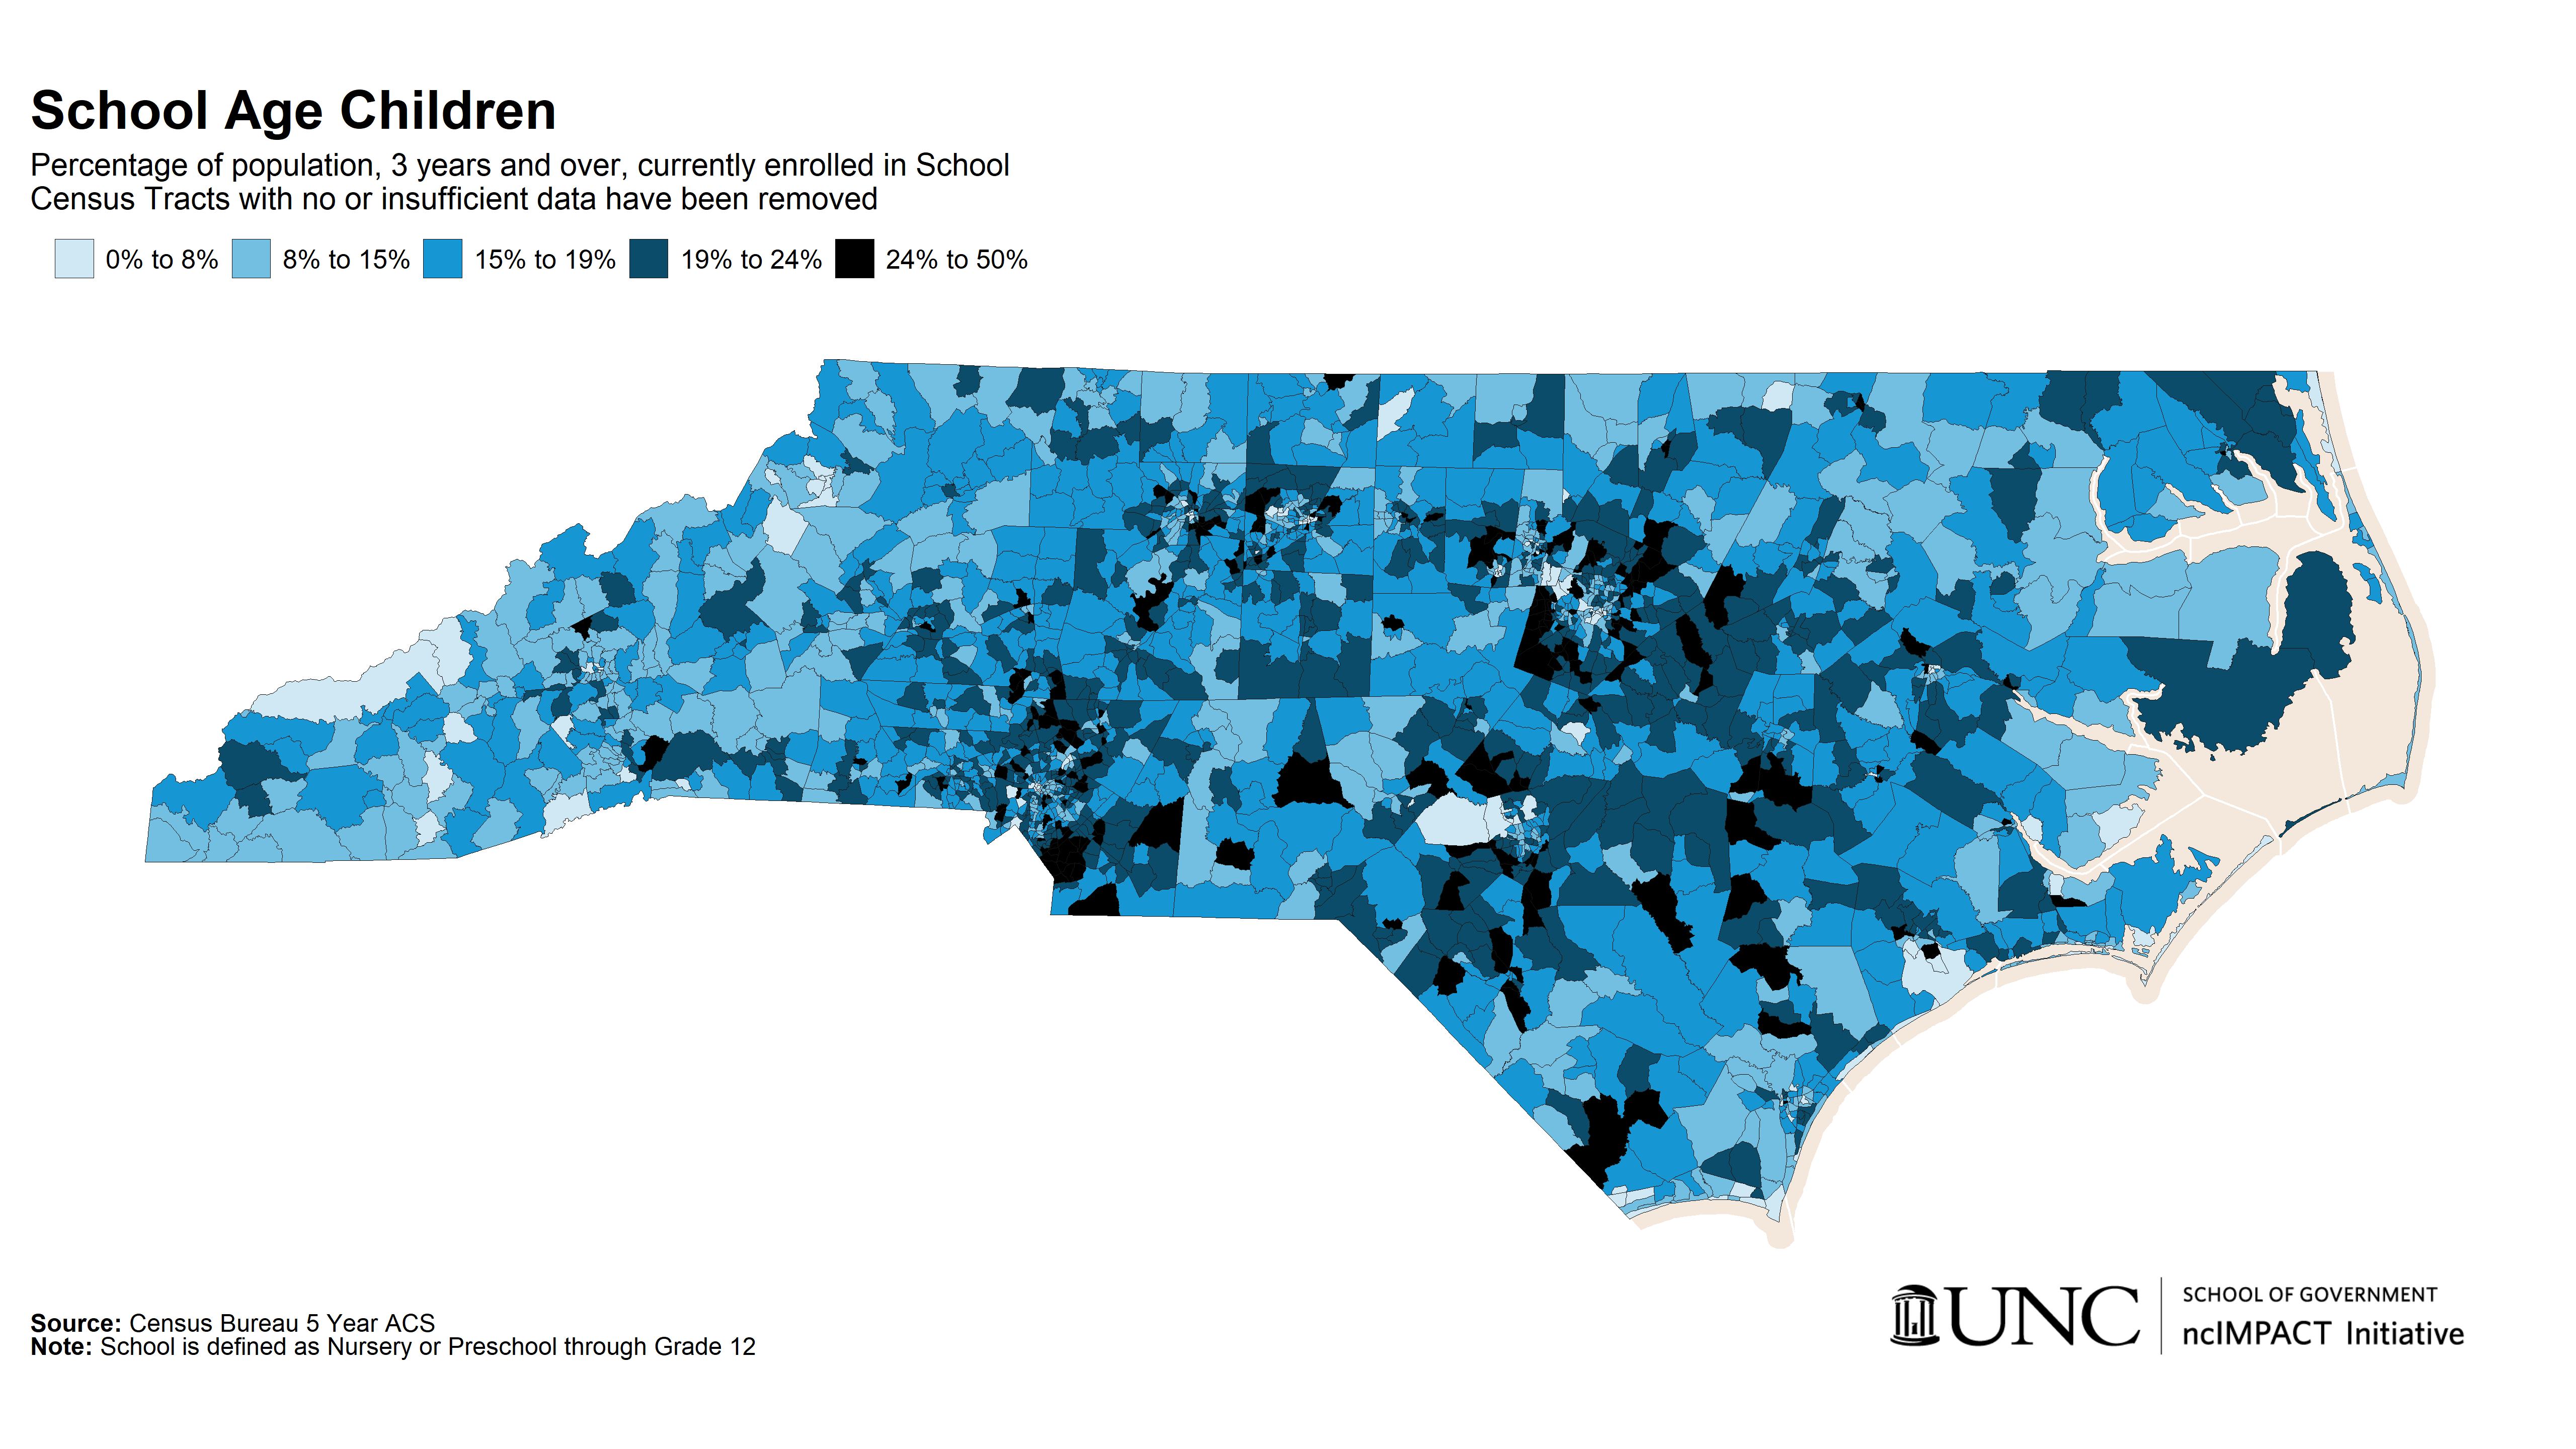 School Age Children
Percentage of population, 3 years and over, currently enrolled in School
Census Tracts with no or insufficient data have been removed
0% to 8% 8% to 15% 15% to 19% 19% to 24% 24% to 50%
Source: Census Bureau 5 Year ACS
Note: School is defined as Nursery or Preschool through Grade 12
UNC
SCHOOL OF GOVERNMENT
ncIMPACT Initiative